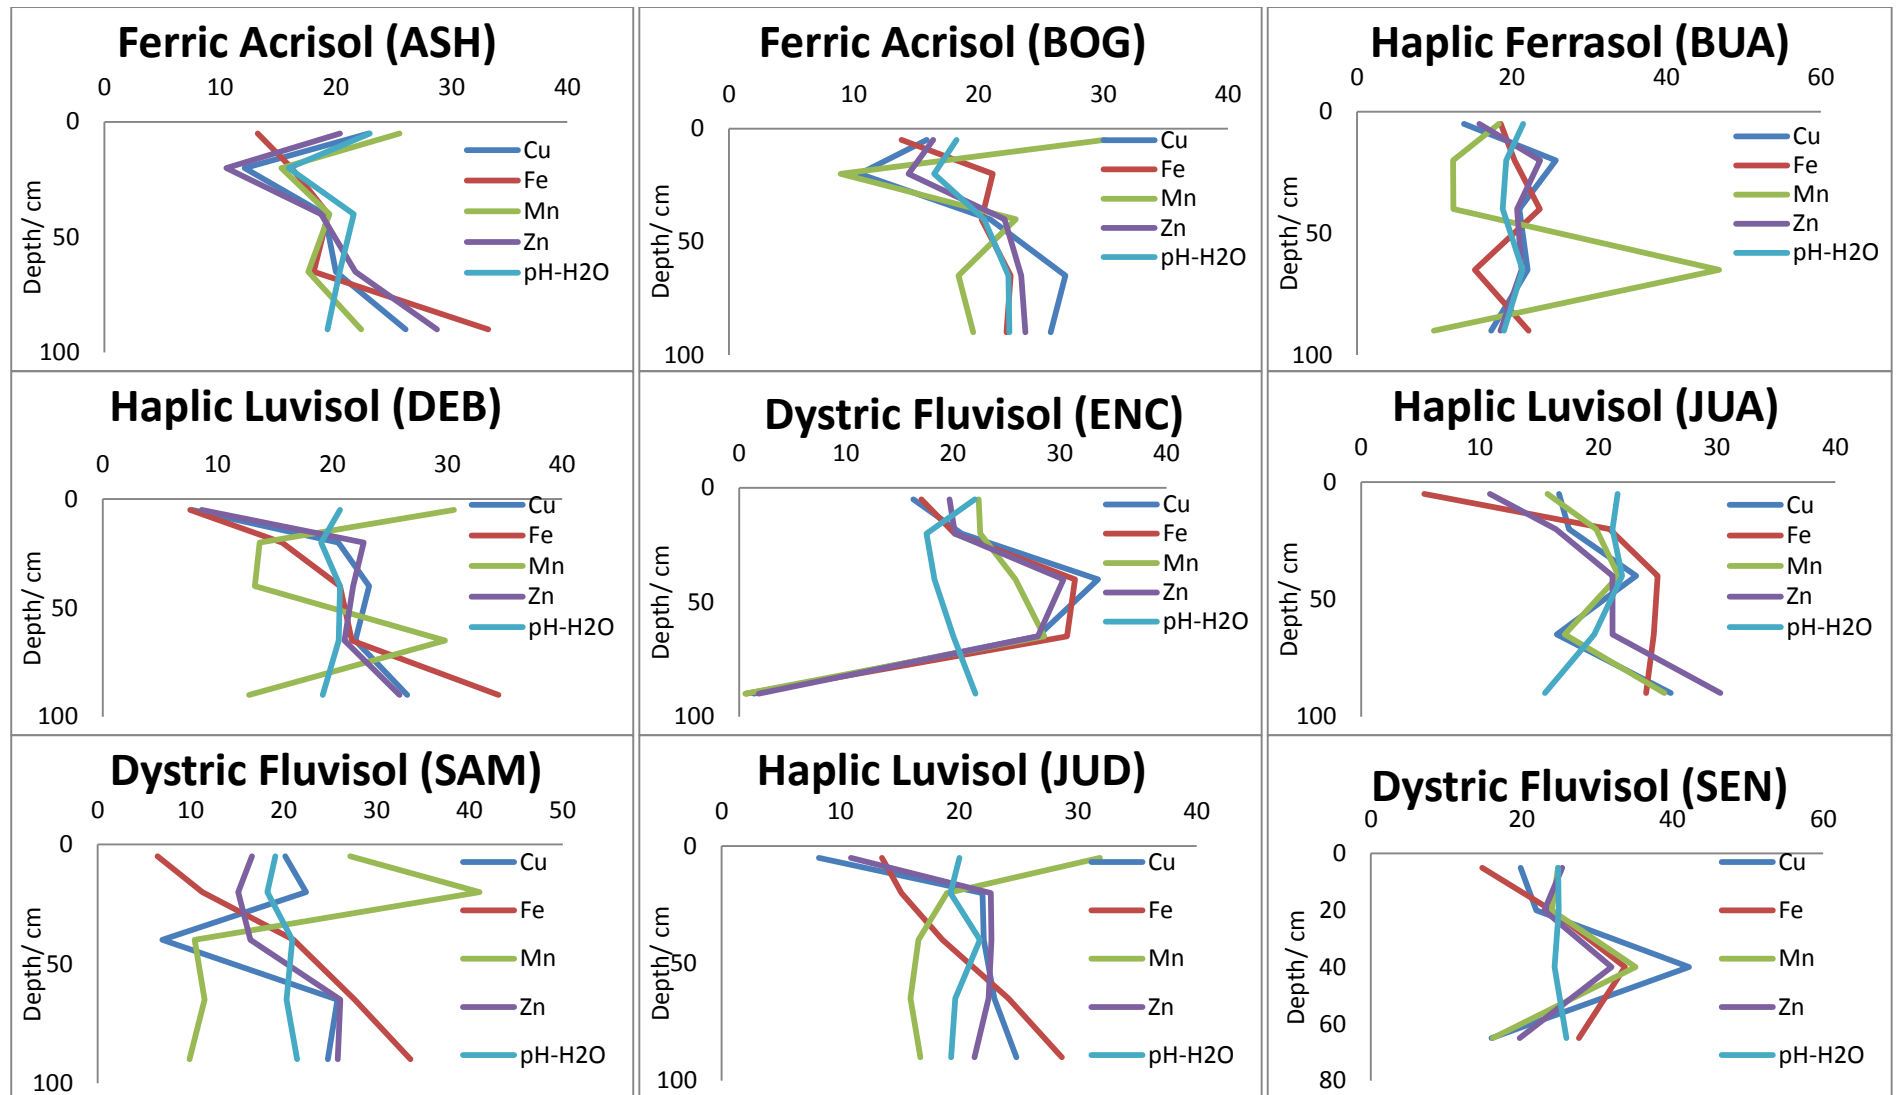 Ferric Acrisol (ASH)
0 10 20 30 40
0
50
100
Depth/ cm
Cu
Fe
Mn
Zn
pH-H2O
Ferric Acrisol (BOG)
0 10 20 30 40
0
50
100
Depth/ cm
Cu
Fe
Mn
Zn
pH-H2O
Haplic Ferrasol (BUA)
0 20 40 60
0
50
100
Depth/ cm
Cu
Fe
Mn
Zn
pH-H2O
Haplic Luvisol (DEB)
0 10 20 30 40
0
50
100
Depth/ cm
Cu
Fe
Mn
Zn
pH-H2O
Dystric Fluvisol (ENC)
0 10 20 30 40
0
50
100
Depth/ cm
Cu
Fe
Mn
Zn
pH-H2O
Haplic Luvisol (JUA)
0 10 20 30 40
0
50
100
Depth/ cm
Cu
Fe
Mn
Zn
pH-H2O
Dystric Fluvisol (SAM)
0 10 20 30 40 50
0
50
100
Depth/ cm
Cu
Fe
Mn
Zn
pH-H2O
Haplic Luvisol (JUD)
0 10 20 30 40
0
50
100
Depth/ cm
Cu
Fe
Mn
Zn
pH-H2O
Dystric Fluvisol (SEN)
0 20 40 60
0
20
40
60
80
Depth/ cm
Cu
Fe
Mn
Zn
pH-H2O